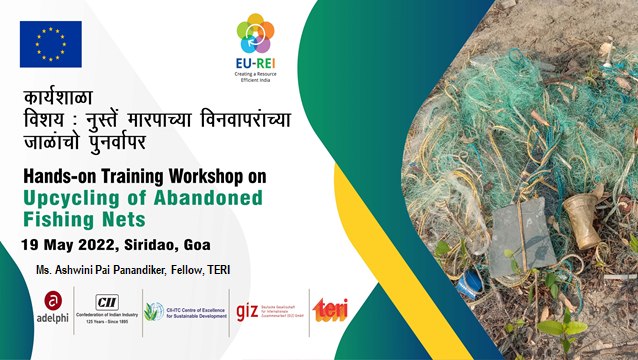 EU-REI
Creating a Resource
Efficient India
कार्यशाळा
विशय : नुस्तें मारपाच्या विनवापरांच्या
जाळांचो पुनर्वापर
Hands-on Training Workshop on
Upcycling of Abandoned
Fishing Nets
19 May 2022, Siridao, Goa
Ms. Ashwini Pai Panandiker, Fellow, TERI
adelphi
CII
Confederation of Indian Industry
125 Years - Since 1895
CII-ITC Centre of Excellence
for Sustainable Development
giz
Deutsche Gesellschaft
für Internationale
Zusammenarbeit (GIZ) GmbH
teri